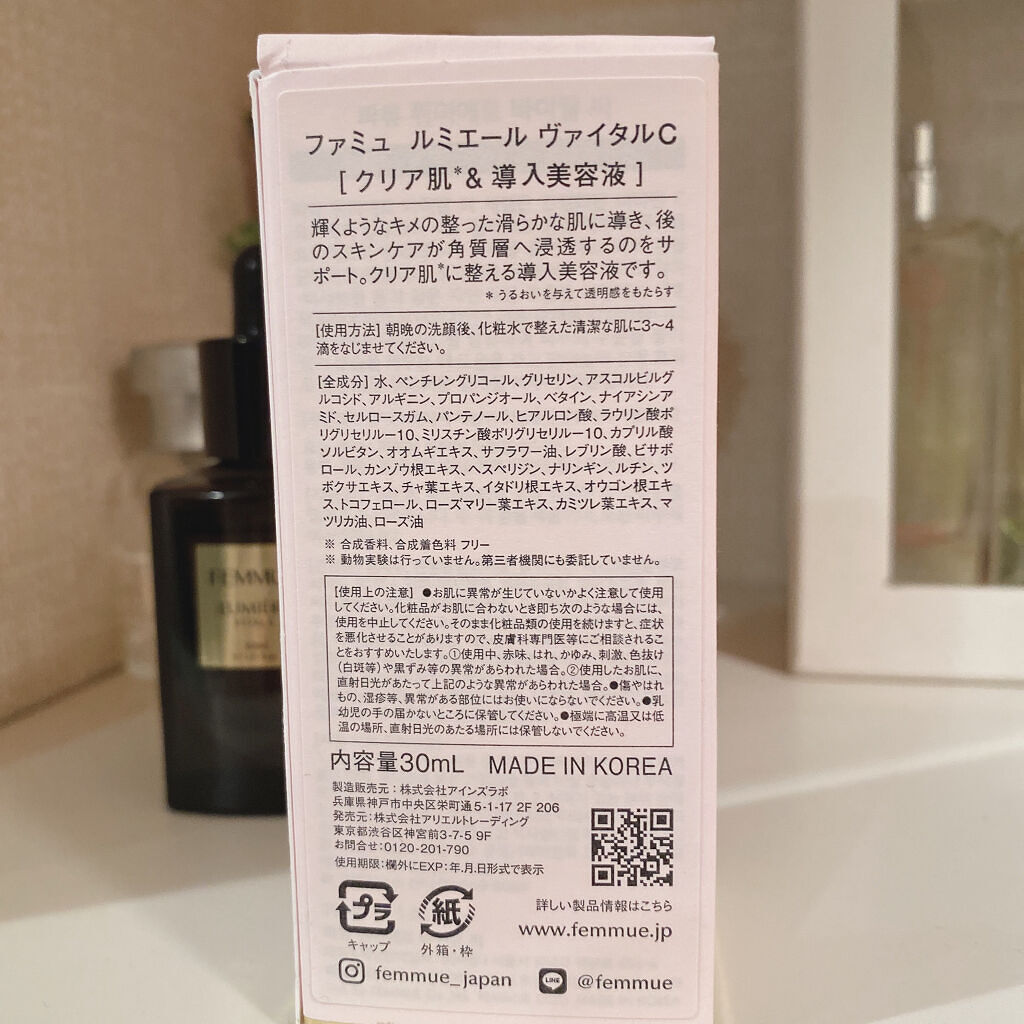 ファミュ ルミエール ヴァイタルC
[ クリア肌*& 導入美容液 ]
輝くようなキメの整った滑らかな肌に導き、後
のスキンケアが角質層へ浸透するのをサ
ポート。クリア肌*に整える導入美容液です。
* うるおいを与えて透明感をもたらす
[使用方法] 朝晩の洗顔後、化粧水で整えた清潔な肌に3〜4
滴をなじませてください。
[全成分] 水、ペンチレングリコール、グリセリン、アスコルビルグ
ルコシド、アルギニン、プロパンジオール、ベタイン、ナイアシンア
ミド、セルロースガム、パンテノール、ヒアルロン酸、ラウリン酸ポ
リグリセリル-10、ミリスチン酸ポリグリセリル-10、カプリル酸
ソルビタン、オオムギエキス、サフラワー油、レブリン酸、ビサボ
ロール、カンゾウ根エキス、ヘスペリジン、ナリンギン、ルチン、ツ
ボクサエキス、チャ葉エキス、イタドリ根エキス、オウゴン根エキ
ス、トコフェロール、ローズマリー葉エキス、カミツレ葉エキス、マ
ツリカ油、ローズ油
※ 合成香料、合成着色料 フリー
※ 動物実験は行っていません。第三者機関にも委託していません。
[使用上の注意] ●お肌に異常が生じていないかよく注意して使用
してください。化粧品がお肌に合わないとき即ち次のような場合には、
使用を中止してください。そのまま化粧品類の使用を続けますと、症状
を悪化させることがありますので、皮膚科専門医等にご相談されるこ
とをおすすめいたします。①使用中、赤味、はれ、かゆみ、刺激、色抜け
(白斑等)や黒ずみ等の異常があらわれた場合。②使用したお肌に、
直射日光があたって上記のような異常があらわれた場合。●傷やはれ
もの、湿疹等、異常がある部位にはお使いにならないでください。●乳
幼児の手の届かないところに保管してください。●極端に高温又は低
温の場所、直射日光のあたる場所には保管しないでください。
内容量30mL MADE IN KOREA
製造販売元 : 株式会社アインズラボ
兵庫県神戸市中央区栄町通5-1-17 2F 206
発売元:株式会社アリエルトレーディング
東京都渋谷区神宮前3-7-5 9F
お問合せ:0120-201-790
使用期限:欄外にEXP:年.月.日形式で表示
プラ
キャップ
紙
外箱・枠
詳しい製品情報はこちら
www.femmue.jp
femmue_japan
LINE
@femmue
FEMMU
LUMIÈR